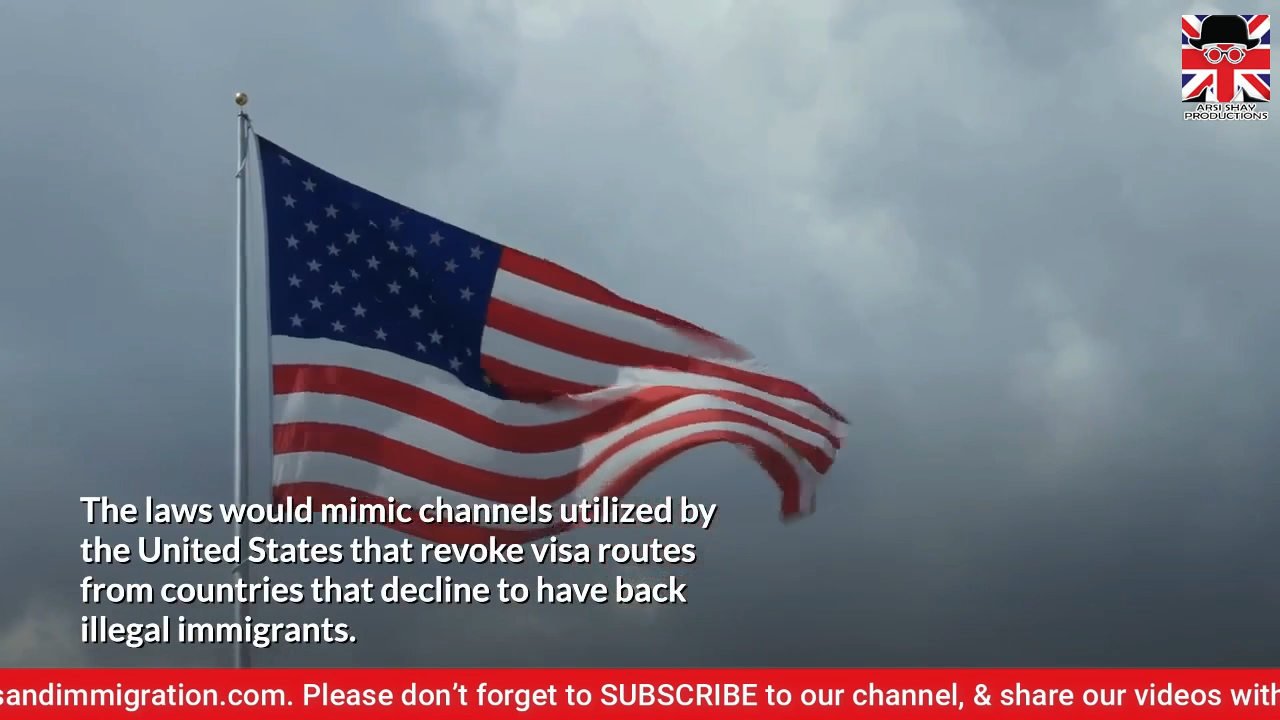 ARSI SHAY
PRODUCTIONS
The laws would mimic channels utilized by
the United States that revoke visa routes
from countries that decline to have back
illegal immigrants.
sandimmigration.com. Please don’t forget to SUBSCRIBE to our channel, & share our videos with